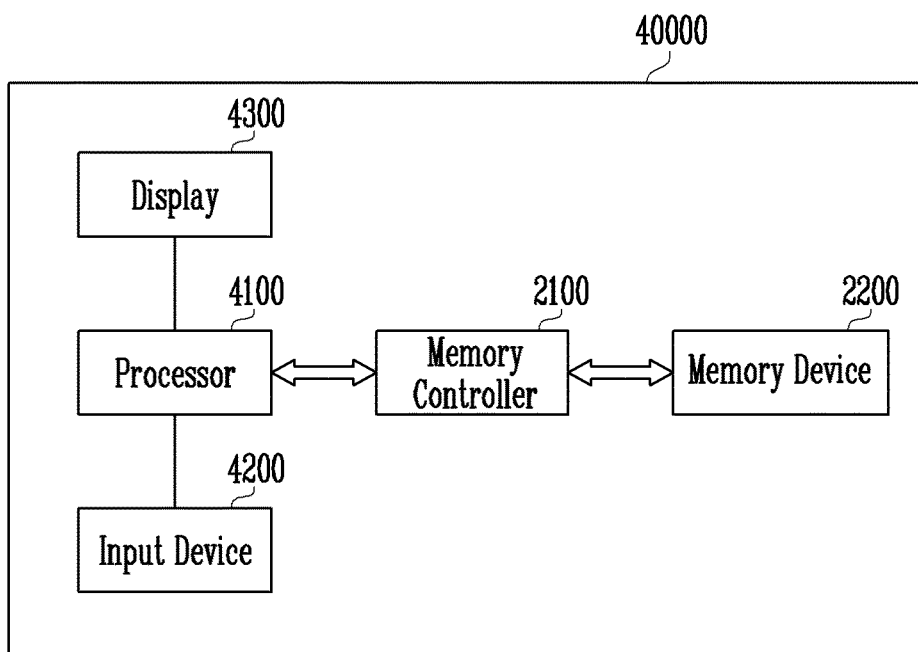 40000
4300
Display
4100
Processor
2100
Memory
Controller
2200
Memory Device
4200
Input Device